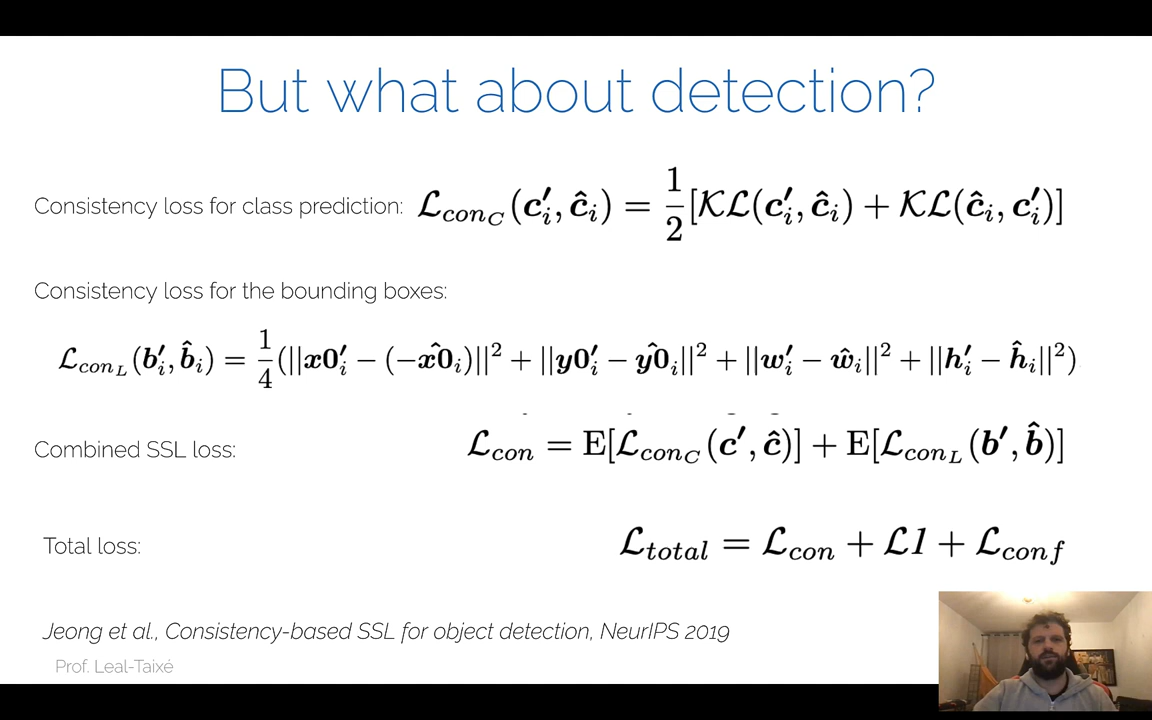 But what about detection?
Consistency loss for class prediction: $\mathcal{L}_{con_C}(\boldsymbol{c}'_i, \hat{\boldsymbol{c}}_i) = \frac{1}{2}[\mathcal{KL}(\boldsymbol{c}'_i, \hat{\boldsymbol{c}}_i) + \mathcal{KL}(\hat{\boldsymbol{c}}_i, \boldsymbol{c}'_i)]$
Consistency loss for the bounding boxes:
$\mathcal{L}_{con_L}(\boldsymbol{b}'_i, \hat{\boldsymbol{b}}_i) = \frac{1}{4}(||\boldsymbol{x0}'_i - (-\hat{\boldsymbol{x0}}_i)||^2 + ||\boldsymbol{y0}'_i - \hat{\boldsymbol{y0}}_i||^2 + ||\boldsymbol{w}'_i - \hat{\boldsymbol{w}}_i||^2 + ||\boldsymbol{h}'_i - \hat{\boldsymbol{h}}_i||^2)$
Combined SSL loss: $\mathcal{L}_{con} = \mathrm{E}[\mathcal{L}_{con_C}(\boldsymbol{c}', \hat{\boldsymbol{c}})] + \mathrm{E}[\mathcal{L}_{con_L}(\boldsymbol{b}', \hat{\boldsymbol{b}})]$
Total loss: $\mathcal{L}_{total} = \mathcal{L}_{con} + \mathcal{L}1 + \mathcal{L}_{conf}$
Jeong et al., Consistency-based SSL for object detection, NeurIPS 2019
Prof. Leal-Taixé